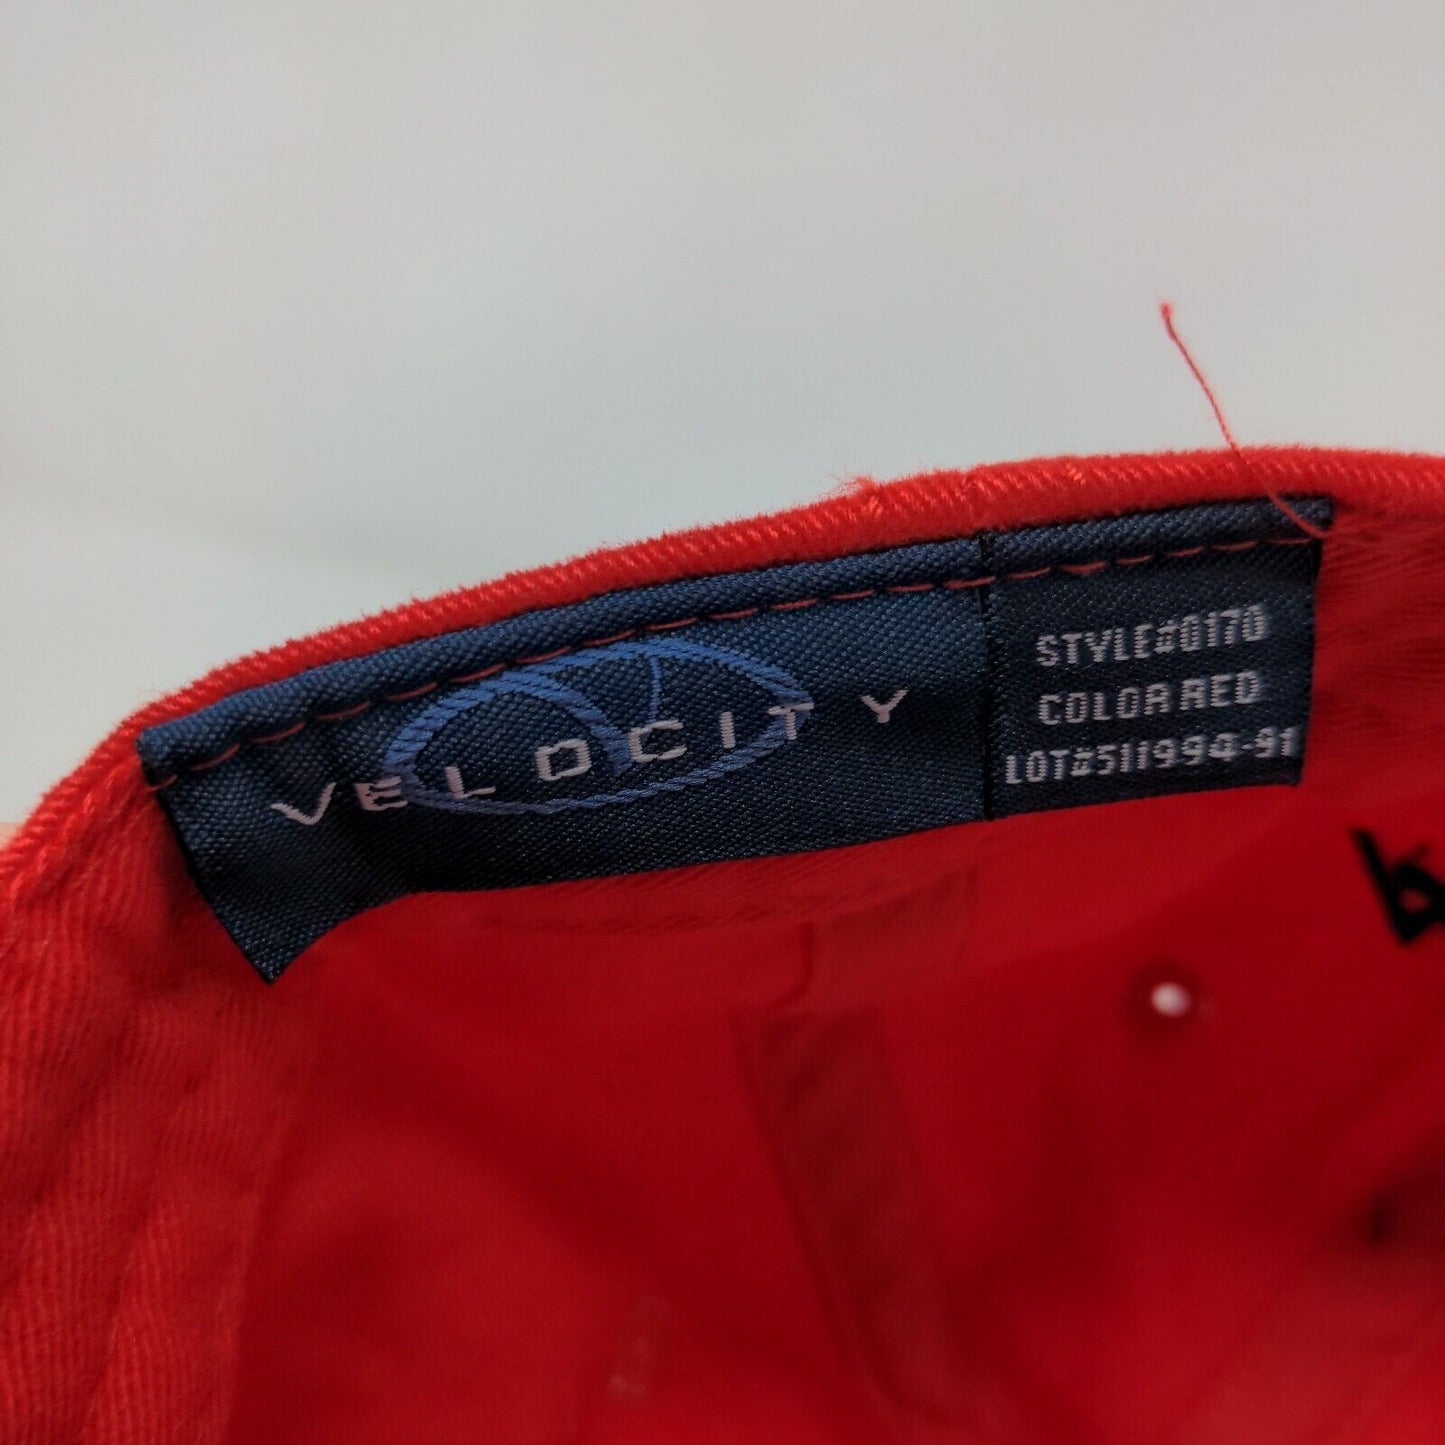 VELOCITY
STYLE#0170
COLOR RED
LOT#511994-91